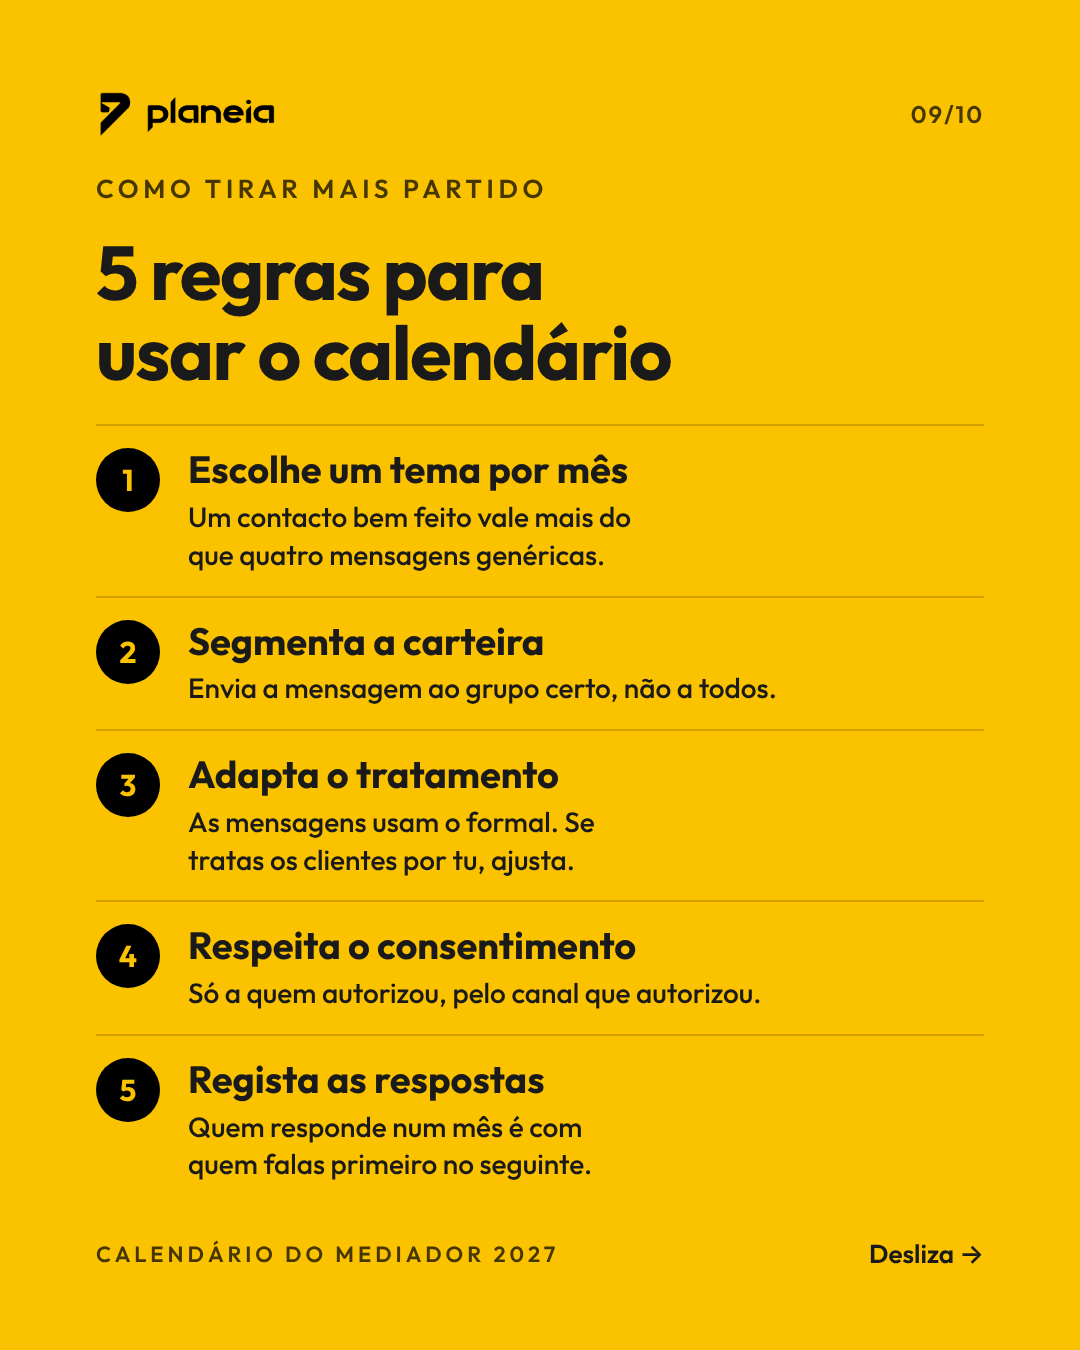 planeia
09/10
COMO TIRAR MAIS PARTIDO
5 regras para
usar o calendário
1
Escolhe um tema por mês
Um contacto bem feito vale mais do
que quatro mensagens genéricas.
2
Segmenta a carteira
Envia a mensagem ao grupo certo, não a todos.
3
Adapta o tratamento
As mensagens usam o formal. Se
tratas os clientes por tu, ajusta.
4
Respeita o consentimento
Só a quem autorizou, pelo canal que autorizou.
5
Regista as respostas
Quem responde num mês é com
quem falas primeiro no seguinte.
CALENDÁRIO DO MEDIADOR 2027
Desliza →